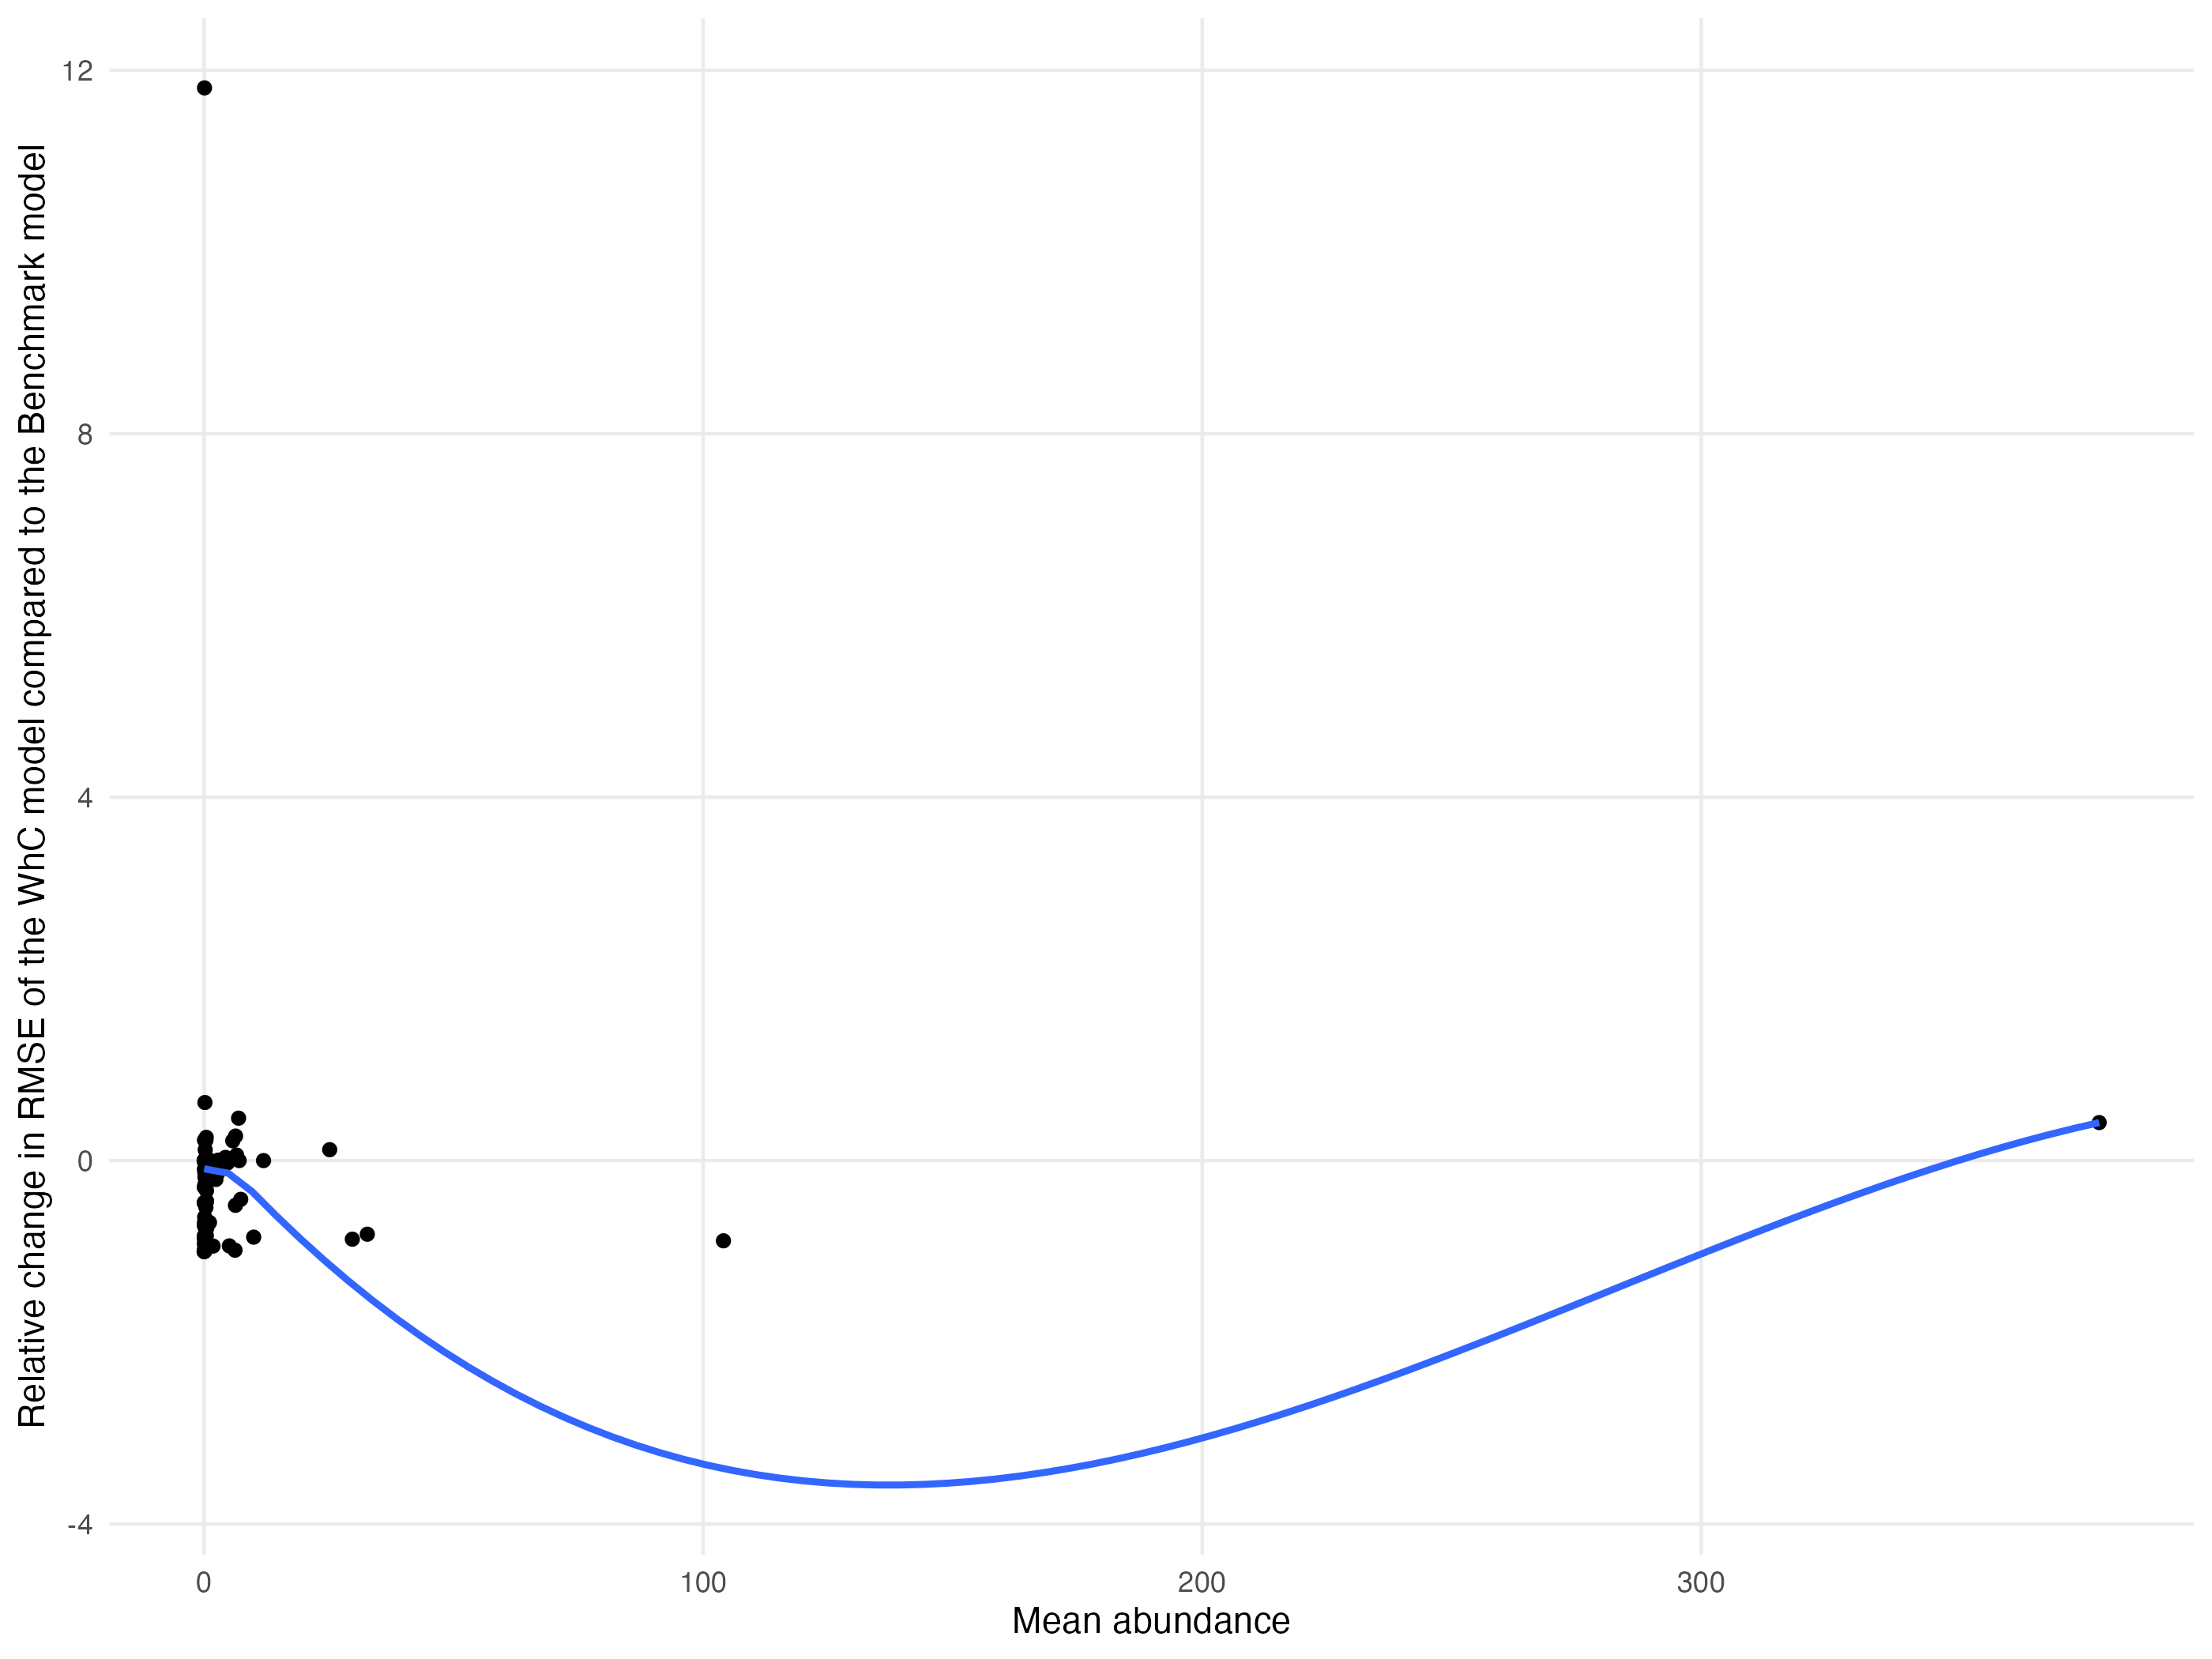 Relative change in RMSE of the WhC model compared to the Benchmark model
12
8
4
0
-4
0 100 200 300
Mean abundance